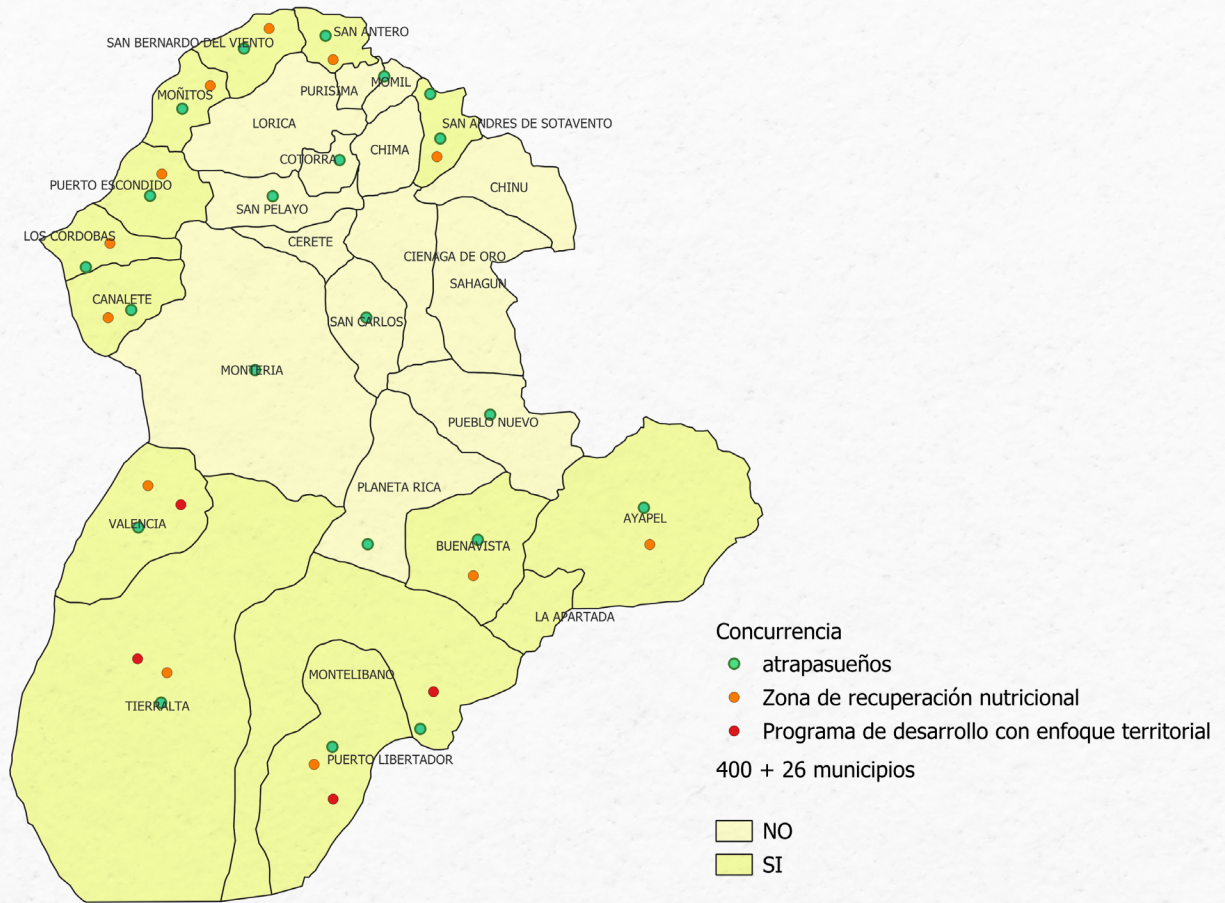 SAN BERNARDO DEL VIENTO
SAN ANTERO
MOÑITOS
PURISIMA
MOMIL
LORICA
SAN ANDRES DE SOTAVENTO
COTORRA
CHIMA
PUERTO ESCONDIDO
CHINU
SAN PELAYO
LOS CORDOBAS
CERETE
CIENAGA DE ORO
SAHAGUN
CANALETE
SAN CARLOS
MONTERIA
PUEBLO NUEVO
PLANETA RICA
VALENCIA
BUENAVISTA
AYAPEL
LA APARTADA
MONTELIBANO
TIERRALTA
PUERTO LIBERTADOR
Concurrencia
atrapasueños
Zona de recuperación nutricional
Programa de desarrollo con enfoque territorial
400 + 26 municipios
NO
SI